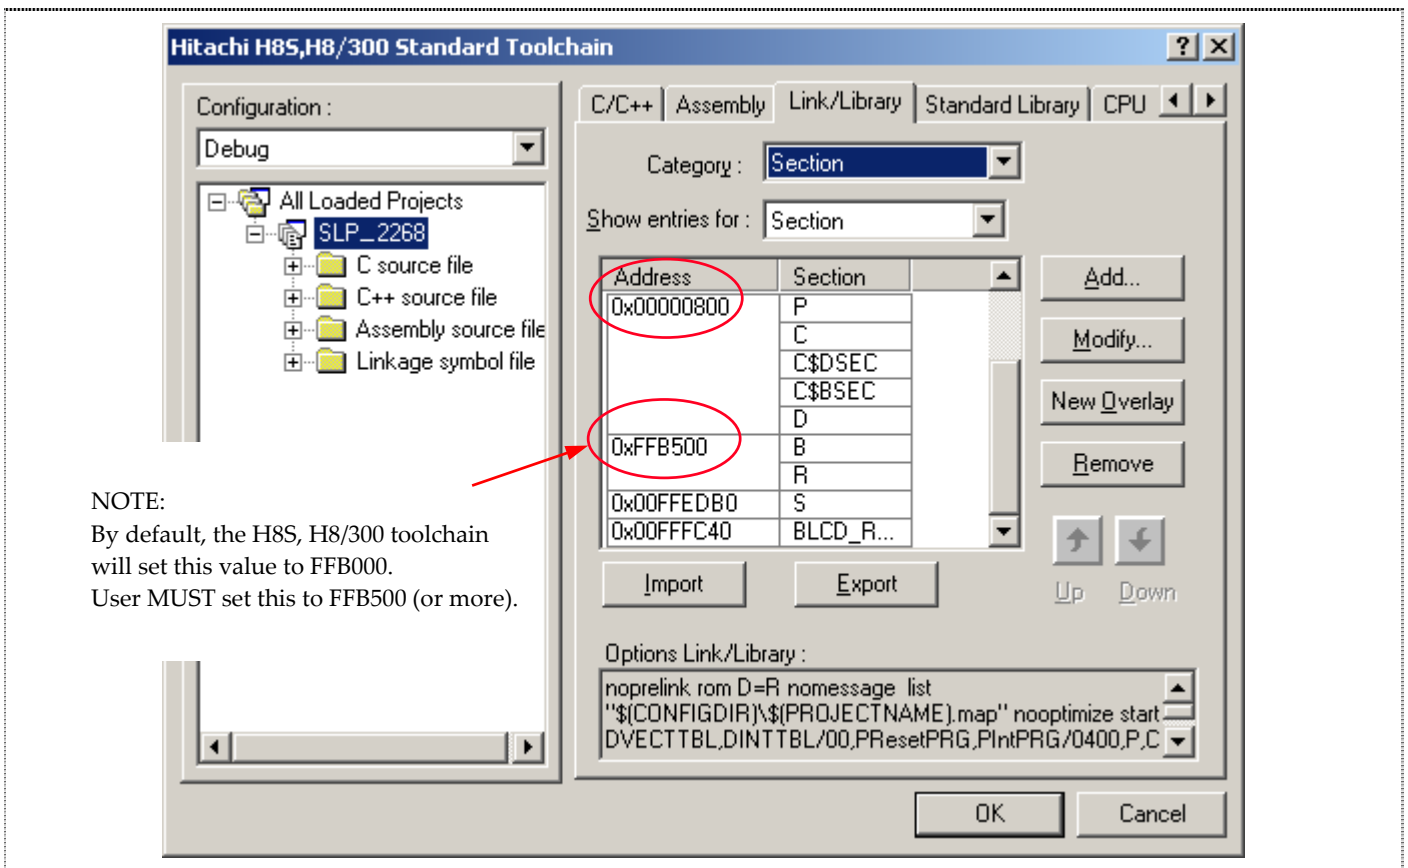 Hitachi H8S,H8/300 Standard Toolchain
Configuration :
Debug
All Loaded Projects
SLP_2268
C source file
C++ source file
Assembly source file
Linkage symbol file
NOTE:
By default, the H8S, H8/300 toolchain
will set this value to FFB000.
User MUST set this to FFB500 (or more).
C/C++ Assembly Link/Library Standard Library CPU
Category : Section
Show entries for : Section
Address Section
0x00000800 P
C
C$DSEC
C$BSEC
D
0xFFB500 B
R
0x00FFEDB0 S
0x00FFFC40 BLCD_R...
Add...
Modify...
New Overlay
Remove
Up Down
Import Export
Options Link/Library :
noprelink rom D=R nomessage list
"$(CONFIGDIR)\$(PROJECTNAME).map" nooptimize start
DVECTTBL,DINTTBL/00,PResetPRG,PIntPRG/0400,P,C
OK Cancel